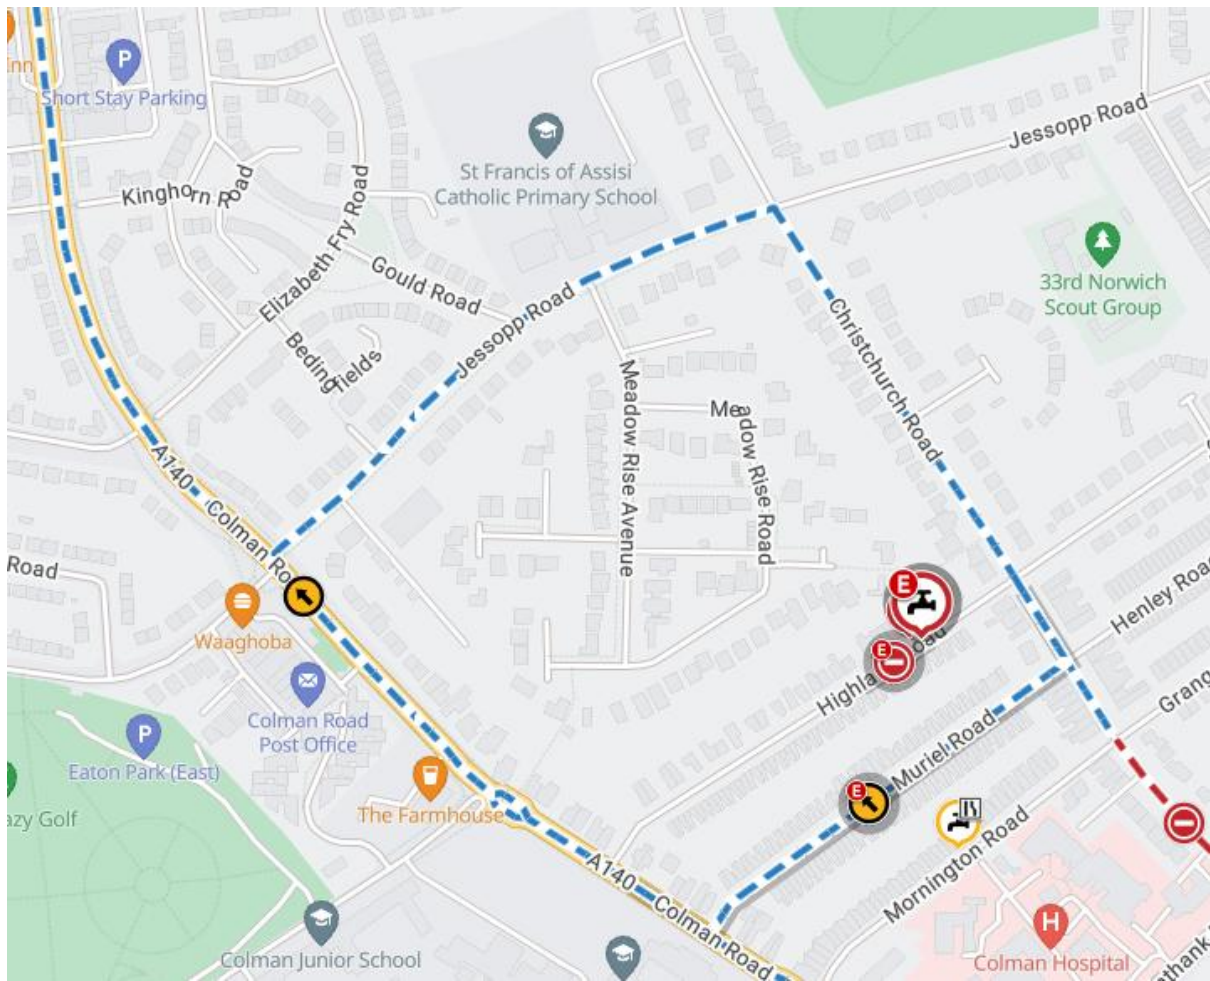 Inn
P
Short Stay Parking
Kinghorn Road
Elizabeth Fry Road
St Francis of Assisi
Catholic Primary School
Jessopp Road
33rd Norwich
Scout Group
Gould Road
Bedingfields
Jessopp Road
Christchurch Road
Meadow Rise Avenue
Meadow Rise Road
A140
Colman Road
Road
Waaghoba
E
E
Highland Road
Henley Road
Colman Road
Post Office
P
Eaton Park (East)
Muriel Road
Grang
E
The Farmhouse
azy Golf
Mornington Road
A140
Colman Road
H
Colman Junior School
Colman Hospital
thank